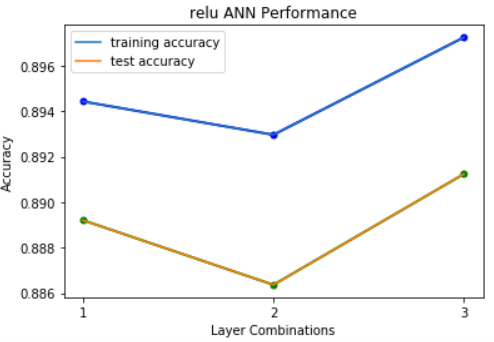 relu ANN Performance
training accuracy
test accuracy
0.896
0.894
0.892
0.890
0.888
0.886
Accuracy
1 2 3
Layer Combinations